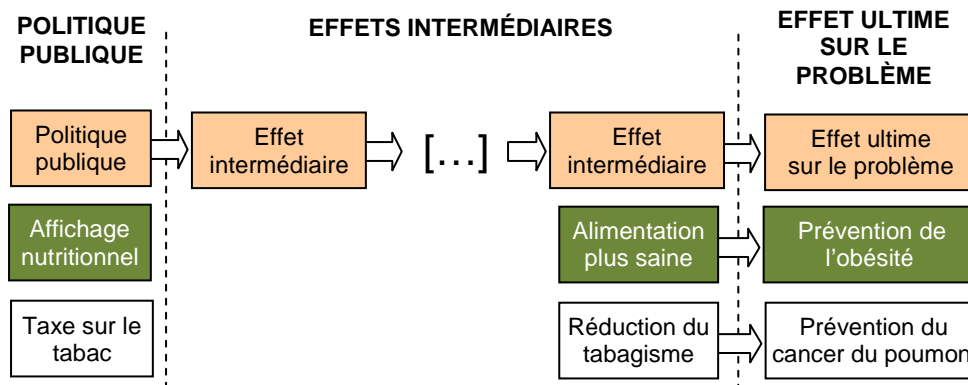 POLITIQUE
PUBLIQUE
EFFETS INTERMÉDIAIRES
EFFET ULTIME
SUR LE
PROBLÈME
Politique
publique
Effet
intermédiaire
[…]
Effet
intermédiaire
Effet ultime
sur le problème
Affichage
nutritionnel
Alimentation
plus saine
Prévention de
l’obésité
Taxe sur le
tabac
Réduction du
tabagisme
Prévention du
cancer du poumon